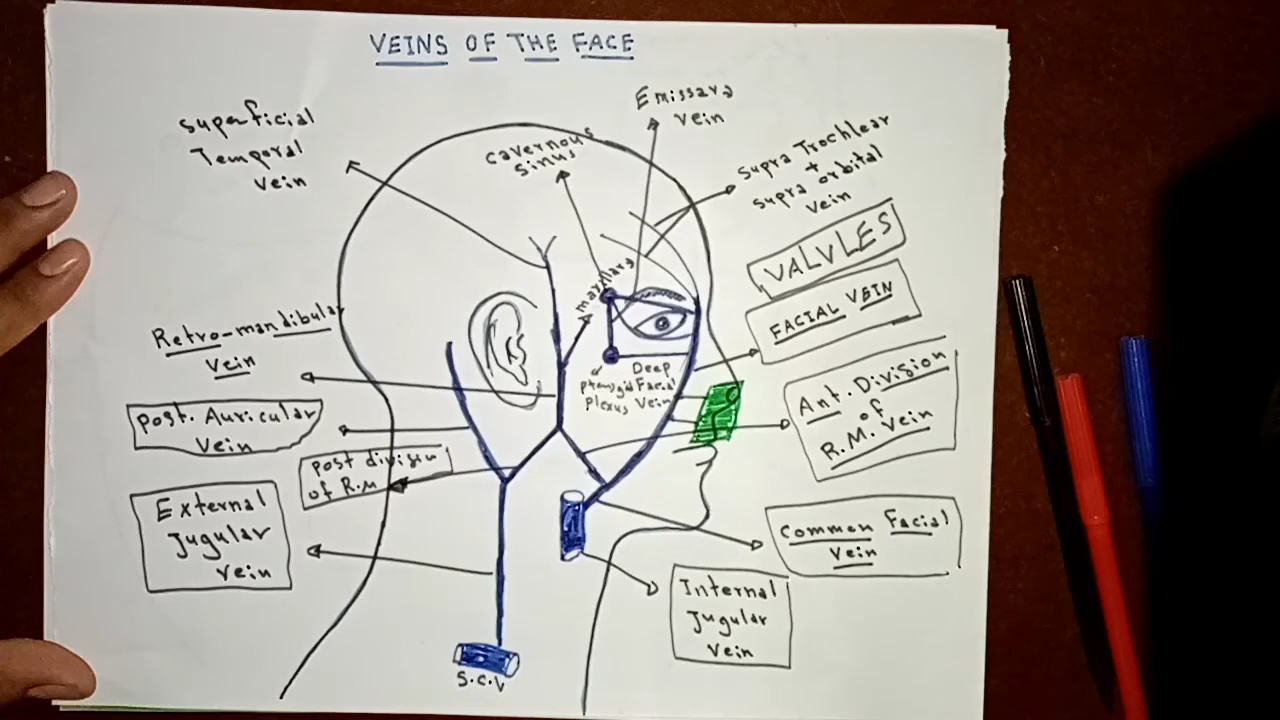 VEINS OF THE FACE
Superficial
Temporal
vein
cavernous
sinus
Emissary
vein
Supra Trochlear
+
supra orbital
vein
VALVLES
FACIAL VEIN
maxillary
Retro-mandibular
vein
Deep
Facial
Vein
pterygid
plexus
Ant. Division
of
R.M. vein
Post. Auricular
vein
post division
of R.M
External
Jugular
vein
Common Facial
vein
Internal
Jugular
vein
S.C.V